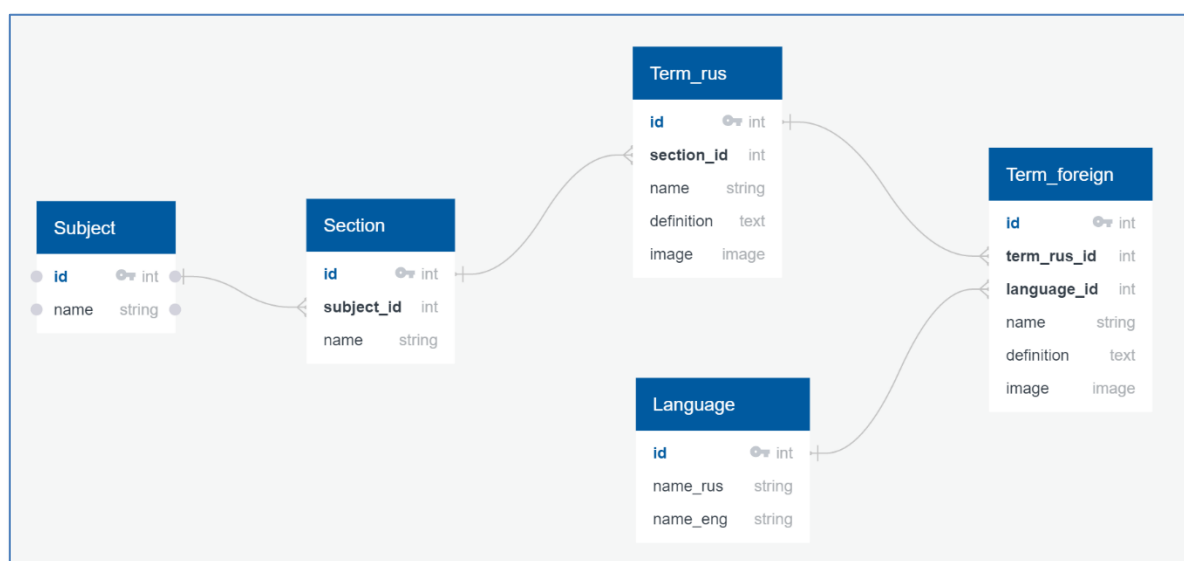 Subject
id int
name string
Section
id int
subject_id int
name string
Term_rus
id int
section_id int
name string
definition text
image image
Language
id int
name_rus string
name_eng string
Term_foreign
id int
term_rus_id int
language_id int
name string
definition text
image image